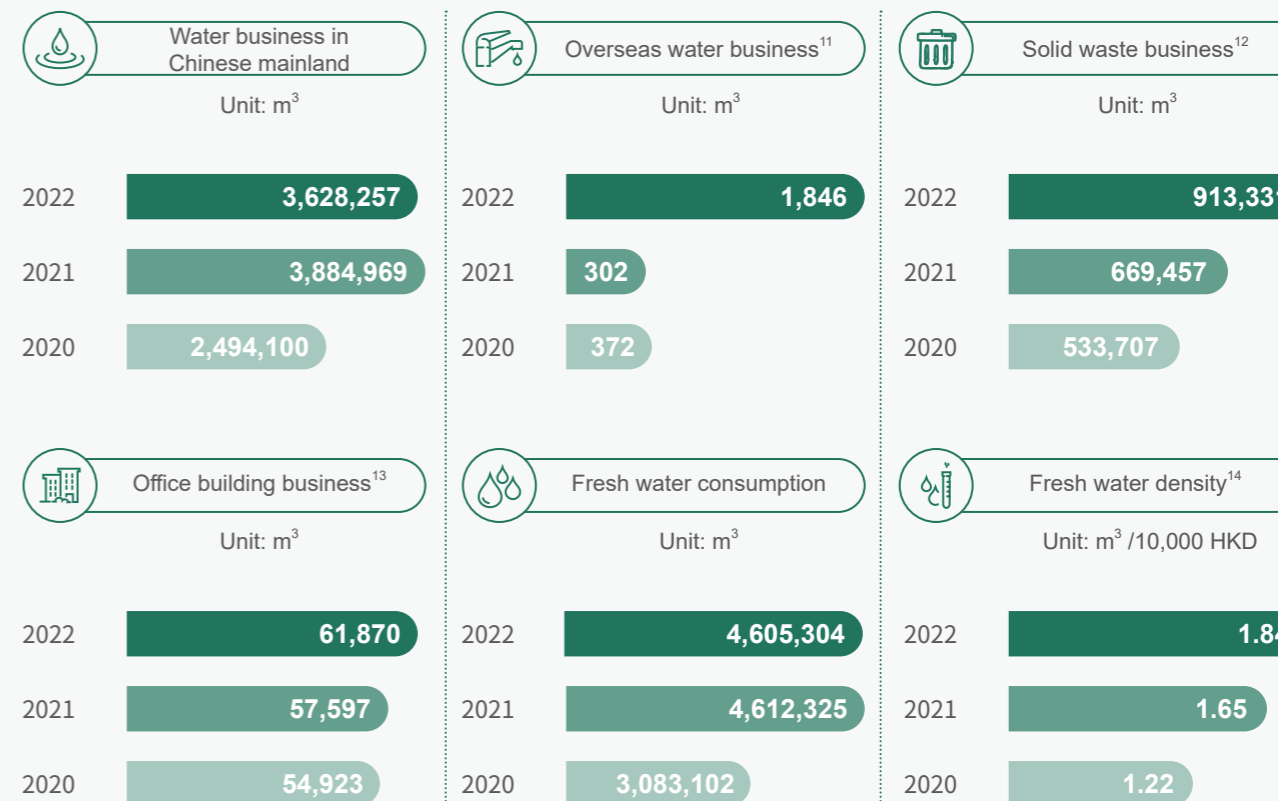 Water business in
Chinese mainland
Unit: m³
2022 3,628,257
2021 3,884,969
2020 2,494,100
Overseas water business¹¹
Unit: m³
2022 1,846
2021 302
2020 372
Solid waste business¹²
Unit: m³
2022 913,331
2021 669,457
2020 533,707
Office building business¹³
Unit: m³
2022 61,870
2021 57,597
2020 54,923
Fresh water consumption
Unit: m³
2022 4,605,304
2021 4,612,325
2020 3,083,102
Fresh water density¹⁴
Unit: m³ /10,000 HKD
2022 1.84
2021 1.65
2020 1.22